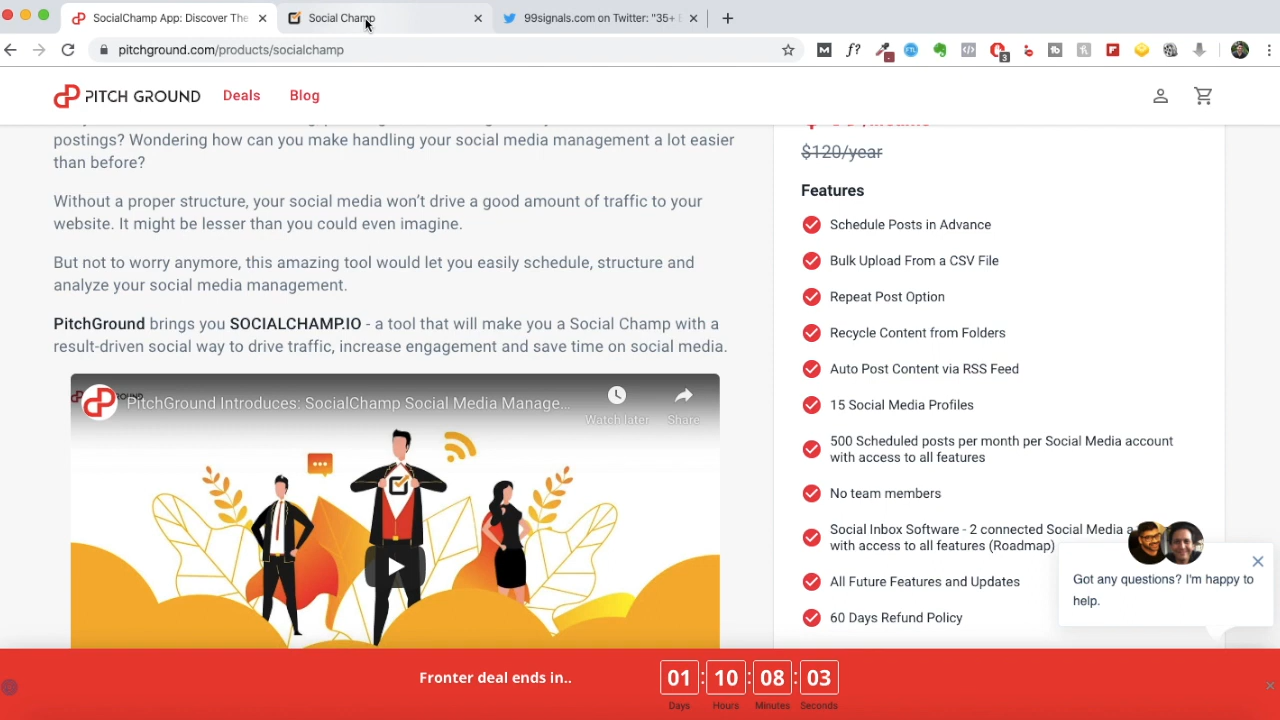 SocialChamp App: Discover The
Social Champ
99signals.com on Twitter: "35+
pitchground.com/products/socialchamp
3
PITCH GROUND
Deals
Blog
postings? Wondering how can you make handling your social media management a lot easier
than before?
Without a proper structure, your social media won't drive a good amount of traffic to your
website. It might be lesser than you could even imagine.
But not to worry anymore, this amazing tool would let you easily schedule, structure and
analyze your social media management.
PitchGround brings you SOCIALCHAMP.IO - a tool that will make you a Social Champ with a
result-driven social way to drive traffic, increase engagement and save time on social media.
PitchGround Introduces: SocialChamp Social Media Manage...
Watch later
Share
$120/year
Features
Schedule Posts in Advance
Bulk Upload From a CSV File
Repeat Post Option
Recycle Content from Folders
Auto Post Content via RSS Feed
15 Social Media Profiles
500 Scheduled posts per month per Social Media account
with access to all features
No team members
Social Inbox Software - 2 connected Social Media
with access to all features (Roadmap)
All Future Features and Updates
60 Days Refund Policy
Got any questions? I'm happy to
help.
Fronter deal ends in..
01 : 10 : 08 : 03
Days Hours Minutes Seconds